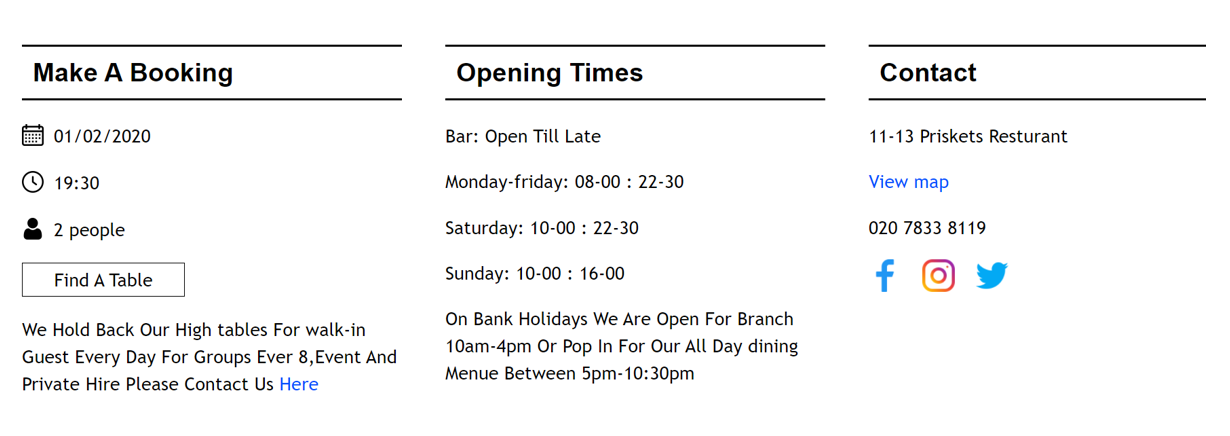 Make A Booking
01/02/2020
19:30
2 people
Find A Table
We Hold Back Our High tables For walk-in
Guest Every Day For Groups Ever 8,Event And
Private Hire Please Contact Us Here
Opening Times
Bar: Open Till Late
Monday-friday: 08-00 : 22-30
Saturday: 10-00 : 22-30
Sunday: 10-00 : 16-00
On Bank Holidays We Are Open For Branch
10am-4pm Or Pop In For Our All Day dining
Menue Between 5pm-10:30pm
Contact
11-13 Priskets Resturant
View map
020 7833 8119